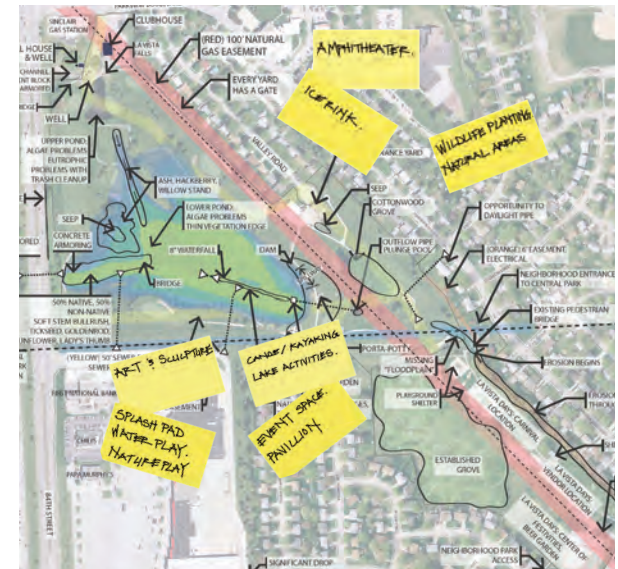 SINCLAIR
GAS STATION
CLUBHOUSE
LA VISTA
FALLS
(RED) 100' NATURAL
GAS EASEMENT
EVERY YARD
HAS A GATE
HOUSE
& WELL
CHANNEL
BLOCK
ARMORED
WELL
UPPER POND:
ALGAE PROBLEMS
EUTROPHIC
PROBLEMS WITH
TRASH CLEANUP
VALLEY ROAD
AMPHITHEATER.
ICE RINK.
WILDLIFE PLANTING
NATURAL AREAS
YARD
SEEP
COTTONWOOD
GROVE
OPPORTUNITY TO
DAYLIGHT PIPE
ASH, HACKBERRY,
WILLOW STAND
SEEP
LOWER POND:
ALGAE PROBLEMS
THIN VEGETATION EDGE
CONCRETE
ARMORING
8" WATERFALL
DAM
OUTFLOW PIPE
PLUNGE POOL
(ORANGE) 6' EASEMENT
ELECTRICAL
NEIGHBORHOOD ENTRANCE
TO CENTRAL PARK
BRIDGE
EXISTING PEDESTRIAN
BRIDGE
50% NATIVE, 50%
NON-NATIVE
SOFT STEM BULLRUSH,
TICKSEED, GOLDENROD,
LADY'S THUMB
(YELLOW) 50' SEWER
ART & SCULPTURE
CANOE/KAYAKING
LAKE ACTIVITIES.
PORTA-POTTY
MISSING
"FLOODPLAIN"
EROSION BEGINS
PLAYGROUND
SHELTER
LA VISTA DAYS: CARNIVAL
LOCATION
SPLASH PAD
WATER PLAY.
NATURE PLAY
EVENT SPACE.
PAVILLION
ESTABLISHED
GROVE
LA VISTA DAYS:
VENDOR LOCATION
LA VISTA DAYS: CENTER OF
FESTIVITIES,
BEER GARDEN
84TH STREET
SIGNIFICANT DROP
NEIGHBORHOOD PARK
ACCESS